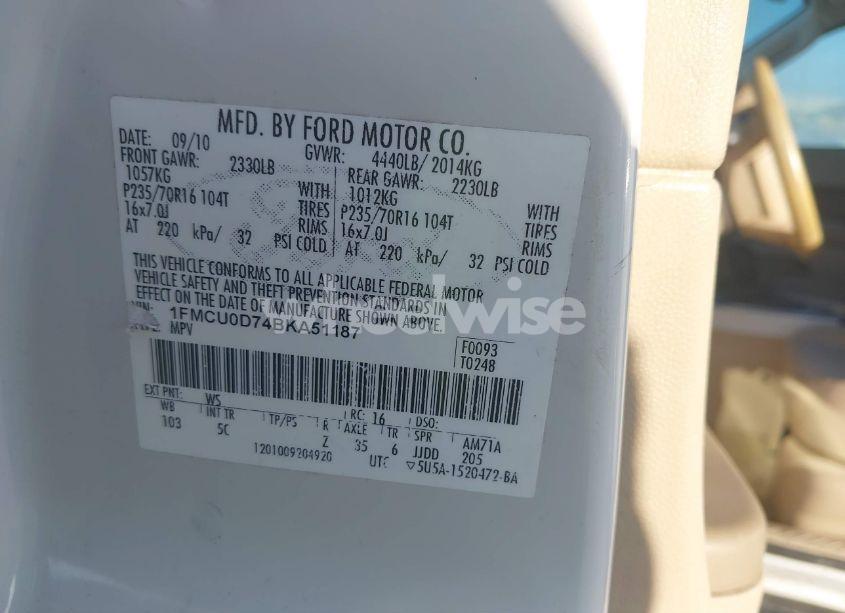 MFD. BY FORD MOTOR CO.
DATE: 09/10 GVWR: 4440LB/ 2014KG
FRONT GAWR: 2330LB REAR GAWR: 2230LB
1057KG WITH 1012KG WITH
P235/70R16 104T TIRES P235/70R16 104T TIRES
16x7.0J RIMS 16x7.0J RIMS
AT 220 kPa/ 32 PSI COLD AT 220 kPa/ 32 PSI COLD
THIS VEHICLE CONFORMS TO ALL APPLICABLE FEDERAL MOTOR
VEHICLE SAFETY AND THEFT PREVENTION STANDARDS IN
EFFECT ON THE DATE OF MANUFACTURE SHOWN ABOVE.
VIN: 1FMCU0D74BKA51187
MPV
F0093
T0248
EXT PNT: WS RC: 16 DSO:
WB INT TR TP/PS R AXLE TR SPR AM71A
103 5C Z 35 6 JJDD 205
1201009204920 UTC ▽5U5A-1520472-BA
wise